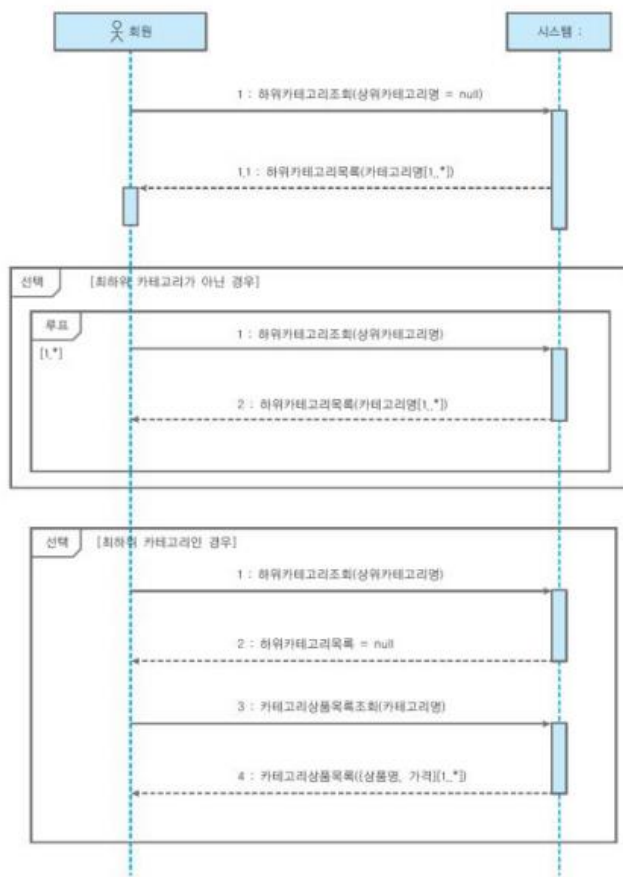 회원
시스템 :
1 : 하위카테고리조회(상위카테고리명 = null)
1.1 : 하위카테고리목록(카테고리명[1..*])
선택
[최하위 카테고리가 아닌 경우]
루프
[1..*]
1 : 하위카테고리조회(상위카테고리명)
2 : 하위카테고리목록(카테고리명[1..*])
선택
[최하위 카테고리인 경우]
1 : 하위카테고리조회(상위카테고리명)
2 : 하위카테고리목록 = null
3 : 카테고리상품목록조회(카테고리명)
4 : 카테고리상품목록([상품명, 가격][1..*])